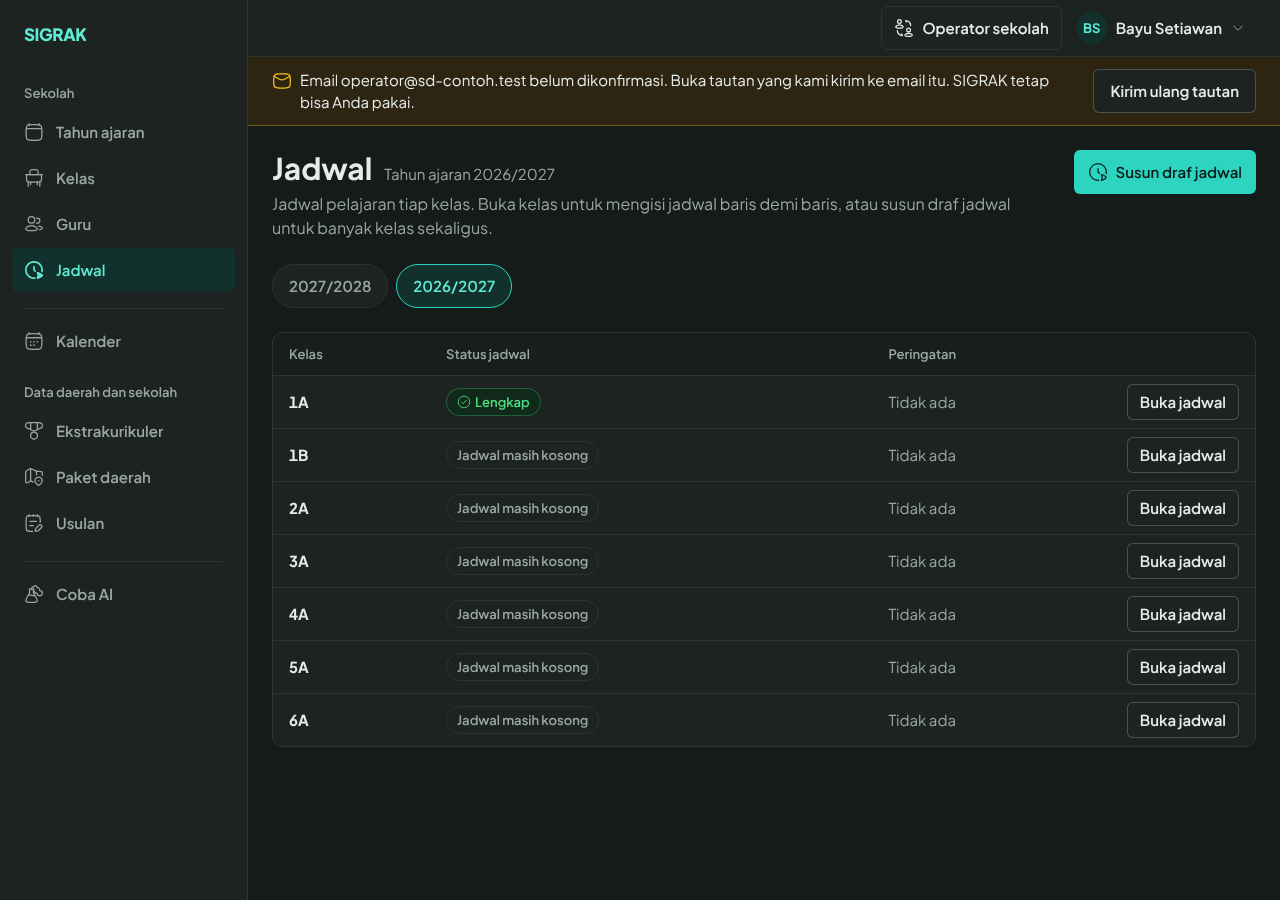 SIGRAK
Operator sekolah
BS
Bayu Setiawan
Email operator@sd-contoh.test belum dikonfirmasi. Buka tautan yang kami kirim ke email itu. SIGRAK tetap
bisa Anda pakai.
Kirim ulang tautan
Sekolah
Tahun ajaran
Kelas
Guru
Jadwal
Kalender
Data daerah dan sekolah
Ekstrakurikuler
Paket daerah
Usulan
Coba AI
Jadwal Tahun ajaran 2026/2027
Susun draf jadwal
Jadwal pelajaran tiap kelas. Buka kelas untuk mengisi jadwal baris demi baris, atau susun draf jadwal
untuk banyak kelas sekaligus.
2027/2028 2026/2027
Kelas Status jadwal Peringatan
1A Lengkap Tidak ada Buka jadwal
1B Jadwal masih kosong Tidak ada Buka jadwal
2A Jadwal masih kosong Tidak ada Buka jadwal
3A Jadwal masih kosong Tidak ada Buka jadwal
4A Jadwal masih kosong Tidak ada Buka jadwal
5A Jadwal masih kosong Tidak ada Buka jadwal
6A Jadwal masih kosong Tidak ada Buka jadwal